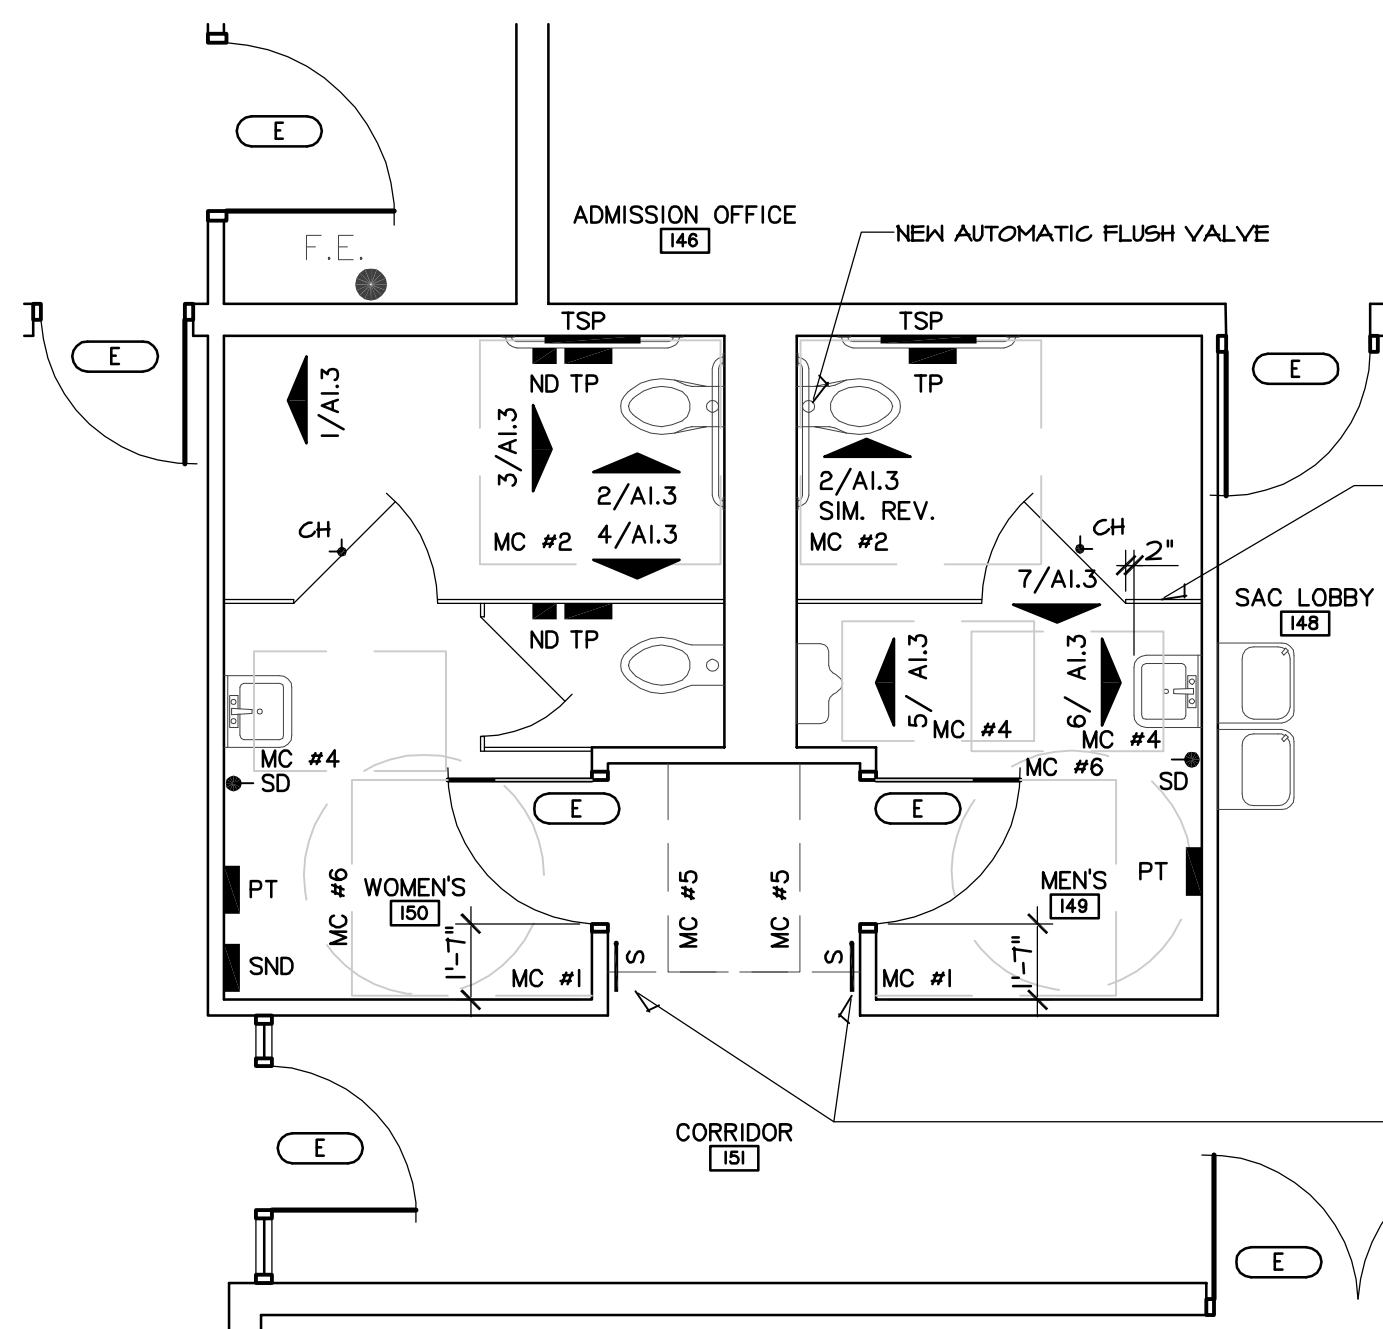 E
ADMISSION OFFICE
146
F.E.
NEW AUTOMATIC FLUSH VALVE
TSP
TSP
E
E
ND TP
TP
1/A1.3
3/A1.3
2/A1.3
4/A1.3
2/A1.3
SIM. REV.
CH
MC #2
MC #2
CH
2"
7/A1.3
SAC LOBBY
148
ND TP
5/ A1.3
6/ A1.3
MC #4
MC #4
MC #4
MC #6
SD
SD
E
E
PT
MC #6
WOMEN'S
150
MC #5
MC #5
MEN'S
149
PT
SND
1'-7"
MC #1
S
S
MC #1
1'-7"
CORRIDOR
151
E
E